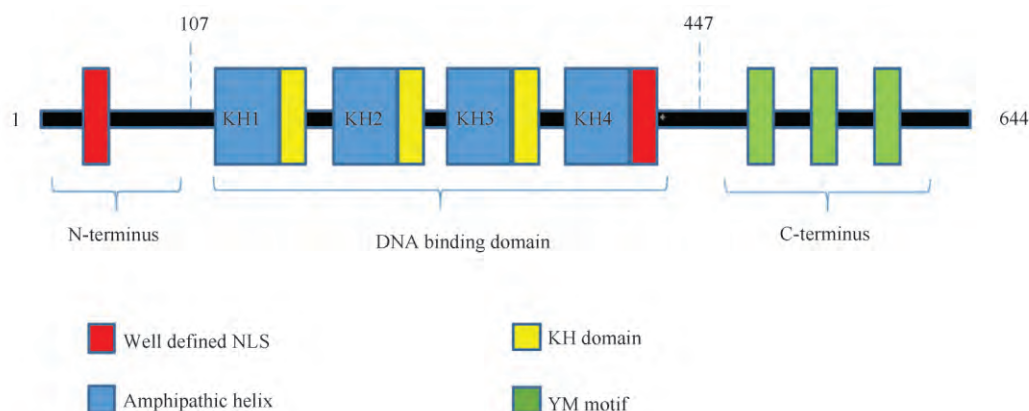 107
447
1
KH1
KH2
KH3
KH4
644
N-terminus
DNA binding domain
C-terminus
Well defined NLS
KH domain
Amphipathic helix
YM motif